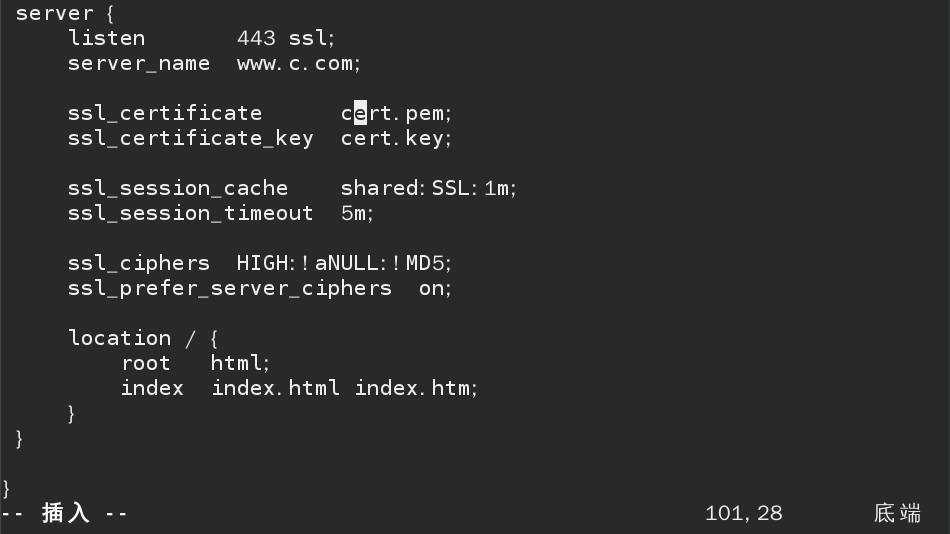 server {
listen       443 ssl;
server_name  www.c.com;
ssl_certificate      cert.pem;
ssl_certificate_key  cert.key;
ssl_session_cache    shared:SSL:1m;
ssl_session_timeout  5m;
ssl_ciphers  HIGH:!aNULL:!MD5;
ssl_prefer_server_ciphers  on;
location / {
root   html;
index  index.html index.htm;
}
}
}
-- 插入 -- 101,28 底端